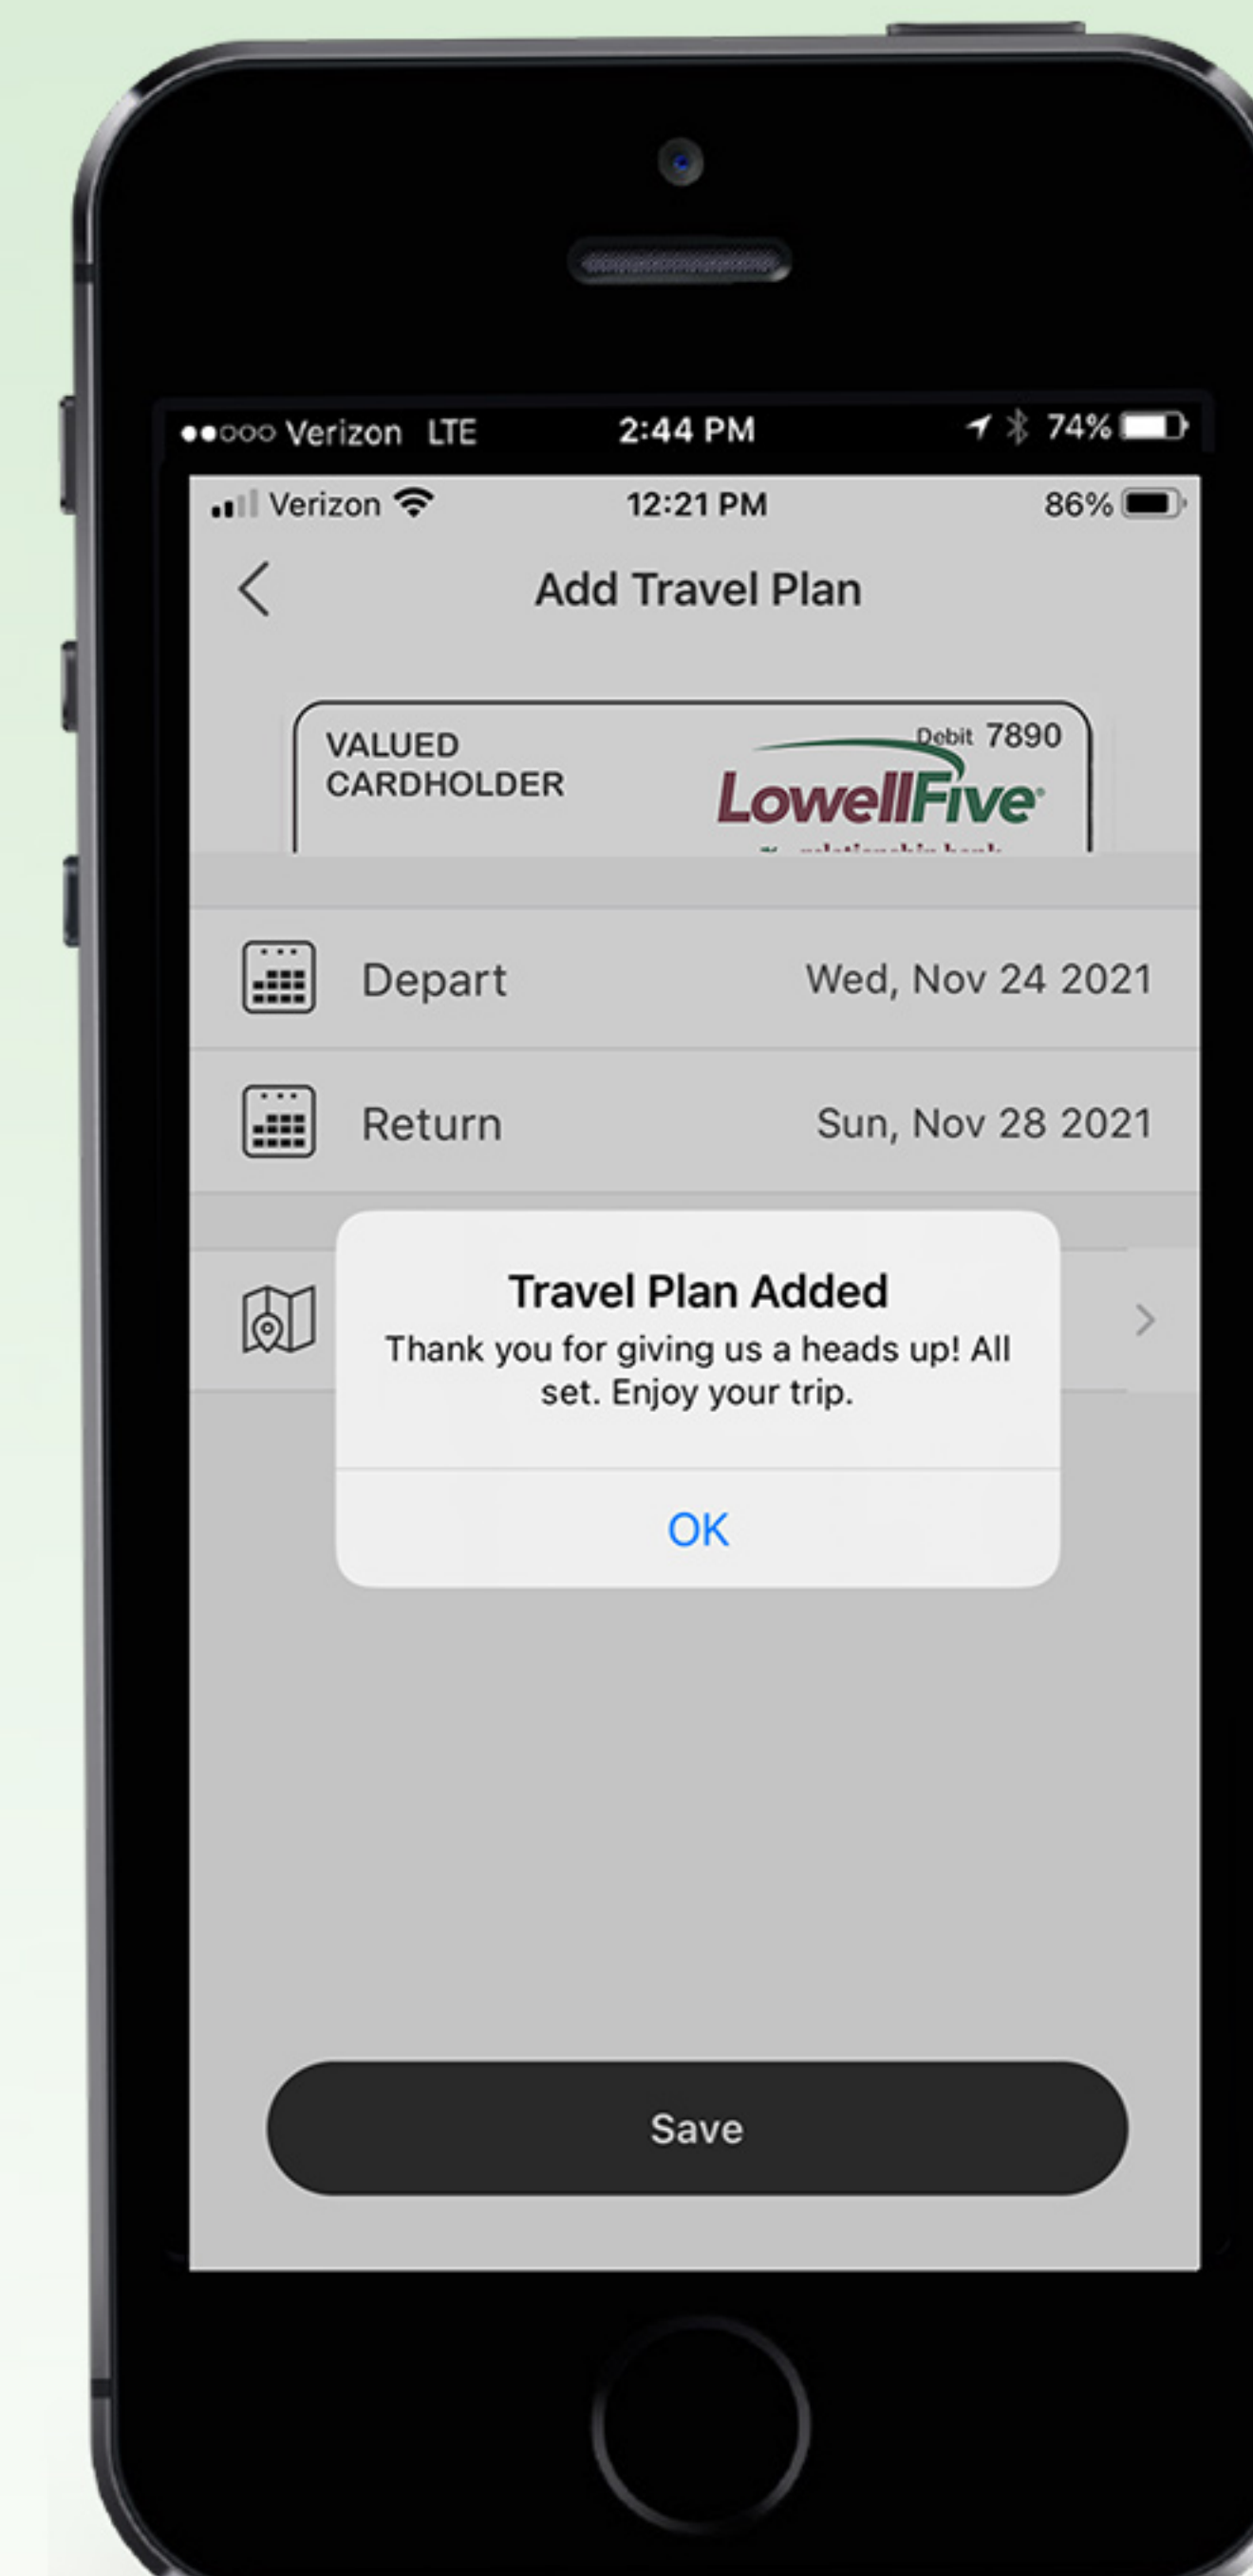 Verizon LTE 2:44 PM 74%
Verizon 12:21 PM 86%
Add Travel Plan
VALUED
CARDHOLDER
Debit 7890
LowellFive
Depart Wed, Nov 24 2021
Return Sun, Nov 28 2021
Travel Plan Added
Thank you for giving us a heads up! All
set. Enjoy your trip.
OK
Save